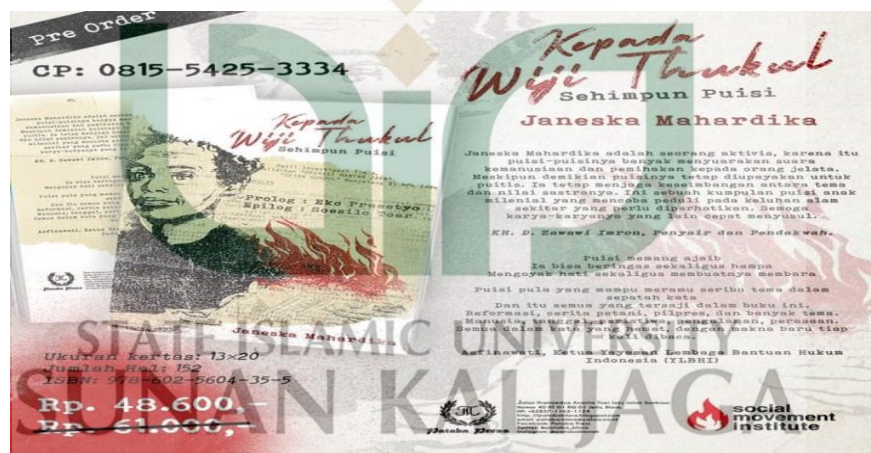 Pre Order
CP: 0815-5425-3334
Kepada
Wiji Thukul
Sehimpun Puisi
Prolog : Eko Prasetyo
Epilog : Soesilo Toer
Janeska Mahardika
Pataba Press
Ukuran kertas: 13×20
Jumlah Hal: 152
ISBN: 978-602-5604-35-5
Rp. 48.600,-
Rp. 61.000,-
Kepada
Wiji Thukul
Sehimpun Puisi
Janeska Mahardika
Janeska Mahardika adalah seorang aktivis, karena itu
puisi-puisinya banyak menyuarakan suara
kemanusiaan dan pemihakan kepada orang jelata.
Meskipun demikian puisinya tetap diupayakan untuk
puitis. Ia tetap menjaga keseimbangan antara tema
dan nilai sastranya. Ini sebuah kumpulan puisi anak
milenial yang mencoba peduli pada keluhan alam
sekitar yang perlu diperhatikan. Semoga
karya-karyanya yang lain cepat menyusul.
KH. D. Zawawi Imron, Penyair dan Pendakwah.
Puisi memang ajaib
Ia bisa beringas sekaligus hampa
Mengoyak hati sekaligus membuatnya membara
Puisi pula yang mampu meramu seribu tema dalam
sepatah kata
Dan itu semua yang tersaji dalam buku ini.
Reformasi, cerita petani, pilpres, dan banyak tema.
Manusia, tanggal, peristiwa, pengalaman, perasaan,
Semua dalam kata yang hemat, dengan makna baru tiap
kali dibaca.
Asfinawati, Ketua Yayasan Lembaga Bantuan Hukum
Indonesia (YLBHI)
Pataba Press
social
movement
institute
STATE ISLAMIC UNIVERSITY
SUNAN KALIJAGA